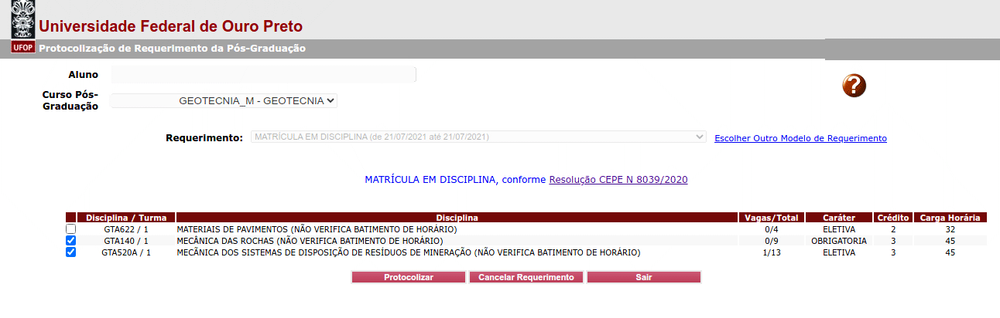 Universidade Federal de Ouro Preto
UFOP Protocolização de Requerimento da Pós-Graduação
Aluno
Curso Pós-
Graduação
GEOTECNIA_M - GEOTECNIA
Requerimento: MATRÍCULA EM DISCIPLINA (de 21/07/2021 até 21/07/2021) Escolher Outro Modelo de Requerimento
MATRÍCULA EM DISCIPLINA, conforme Resolução CEPE N 8039/2020
Disciplina / Turma Disciplina Vagas/Total Caráter Crédito Carga Horária
GTA622 / 1 MATERIAIS DE PAVIMENTOS (NÃO VERIFICA BATIMENTO DE HORÁRIO) 0/4 ELETIVA 2 32
GTA140 / 1 MECÂNICA DAS ROCHAS (NÃO VERIFICA BATIMENTO DE HORÁRIO) 0/9 OBRIGATORIA 3 45
GTA520A / 1 MECÂNICA DOS SISTEMAS DE DISPOSIÇÃO DE RESÍDUOS DE MINERAÇÃO (NÃO VERIFICA BATIMENTO DE HORÁRIO) 1/13 ELETIVA 3 45
Protocolizar Cancelar Requerimento Sair